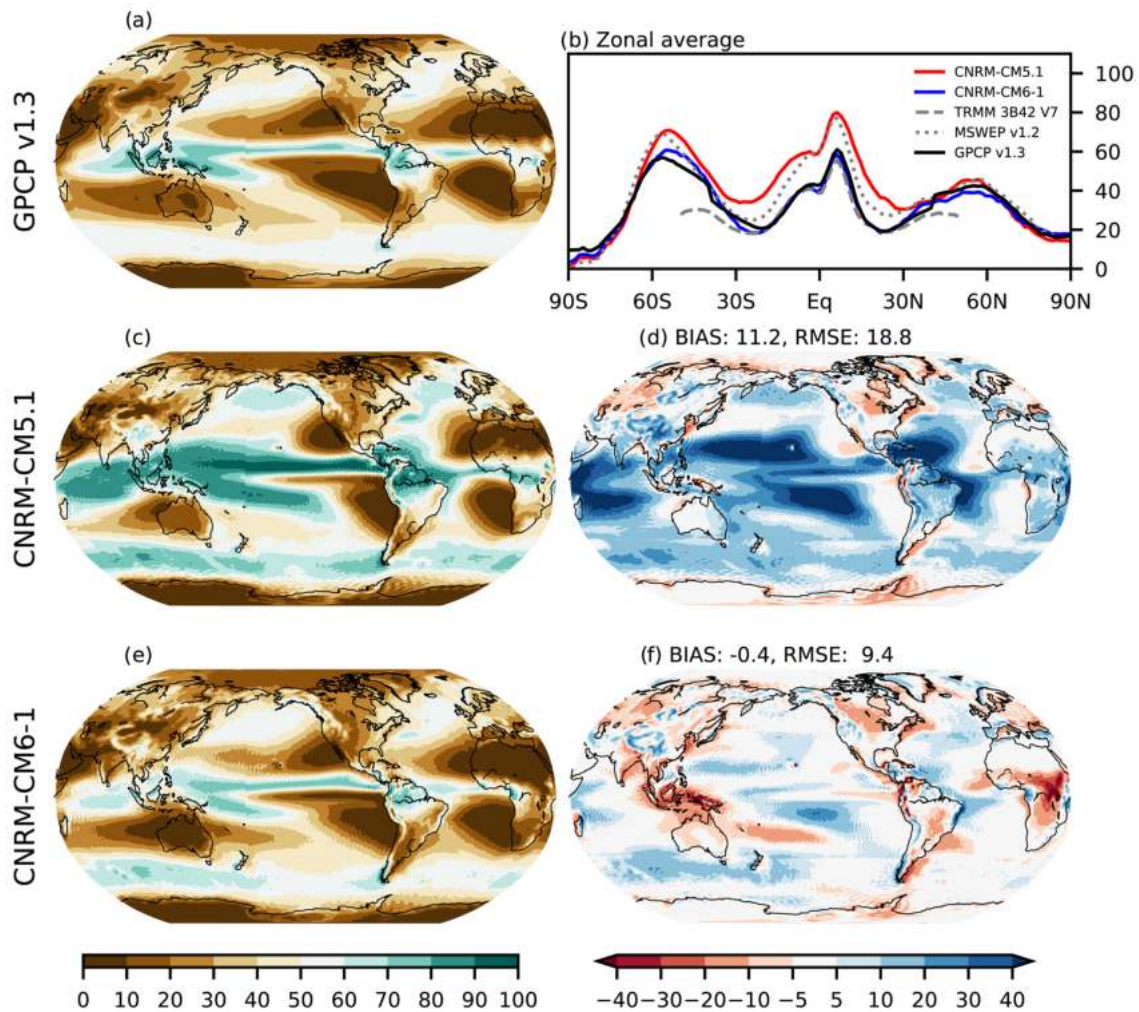 (a)
GPCP v1.3
(b) Zonal average
CNRM-CM5.1
CNRM-CM6-1
TRMM 3B42 V7
MSWEP v1.2
GPCP v1.3
100
80
60
40
20
0
90S 60S 30S Eq 30N 60N 90N
(c)
CNRM-CM5.1
(d) BIAS: 11.2, RMSE: 18.8
(e)
CNRM-CM6-1
(f) BIAS: -0.4, RMSE: 9.4
0 10 20 30 40 50 60 70 80 90 100
−40 −30 −20 −10 −5 5 10 20 30 40